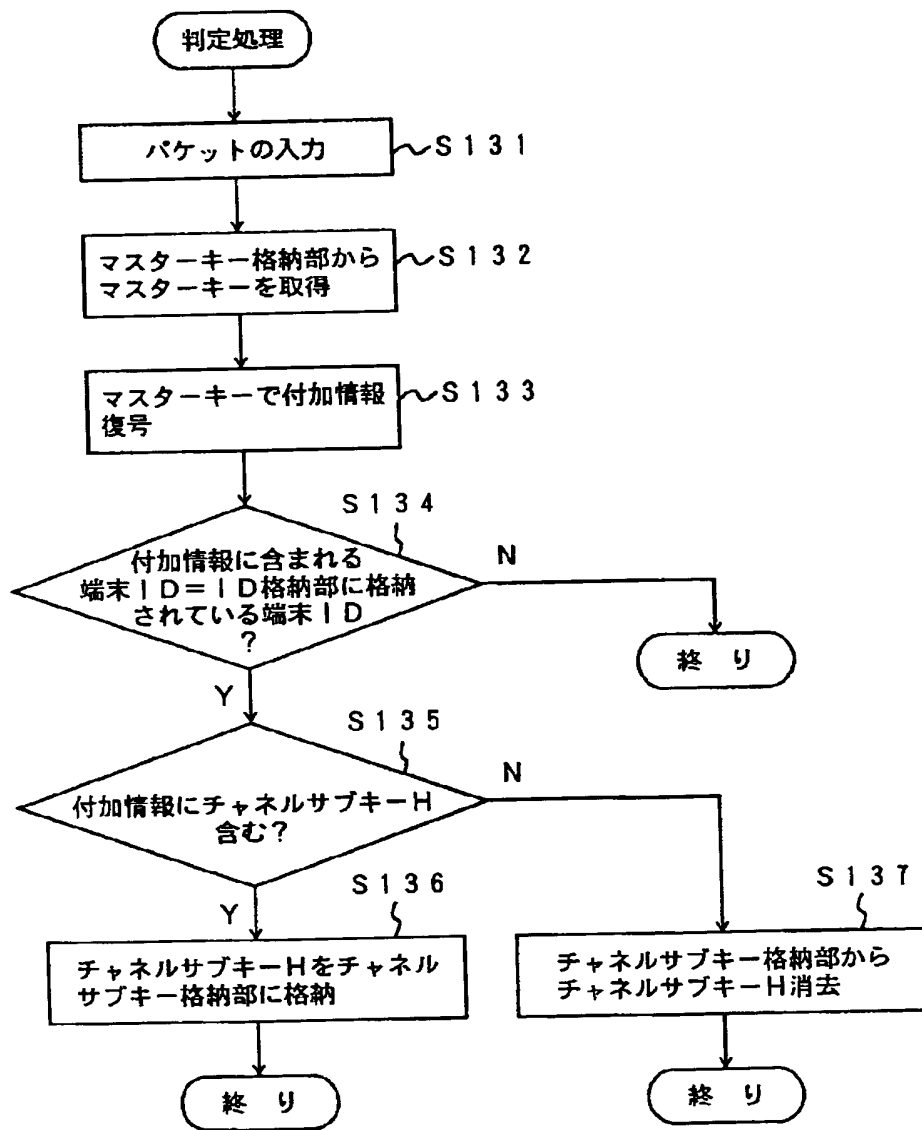 判定処理
パケットの入力
S131
マスターキー格納部から
マスターキーを取得
S132
マスターキーで付加情報
復号
S133
S134
付加情報に含まれる
端末ID=ID格納部に格納
されている端末ID
?
N
終り
Y
S135
付加情報にチャネルサブキーH
含む?
N
Y
S136
チャネルサブキーHをチャネル
サブキー格納部に格納
終り
S137
チャネルサブキー格納部から
チャネルサブキーH消去
終り